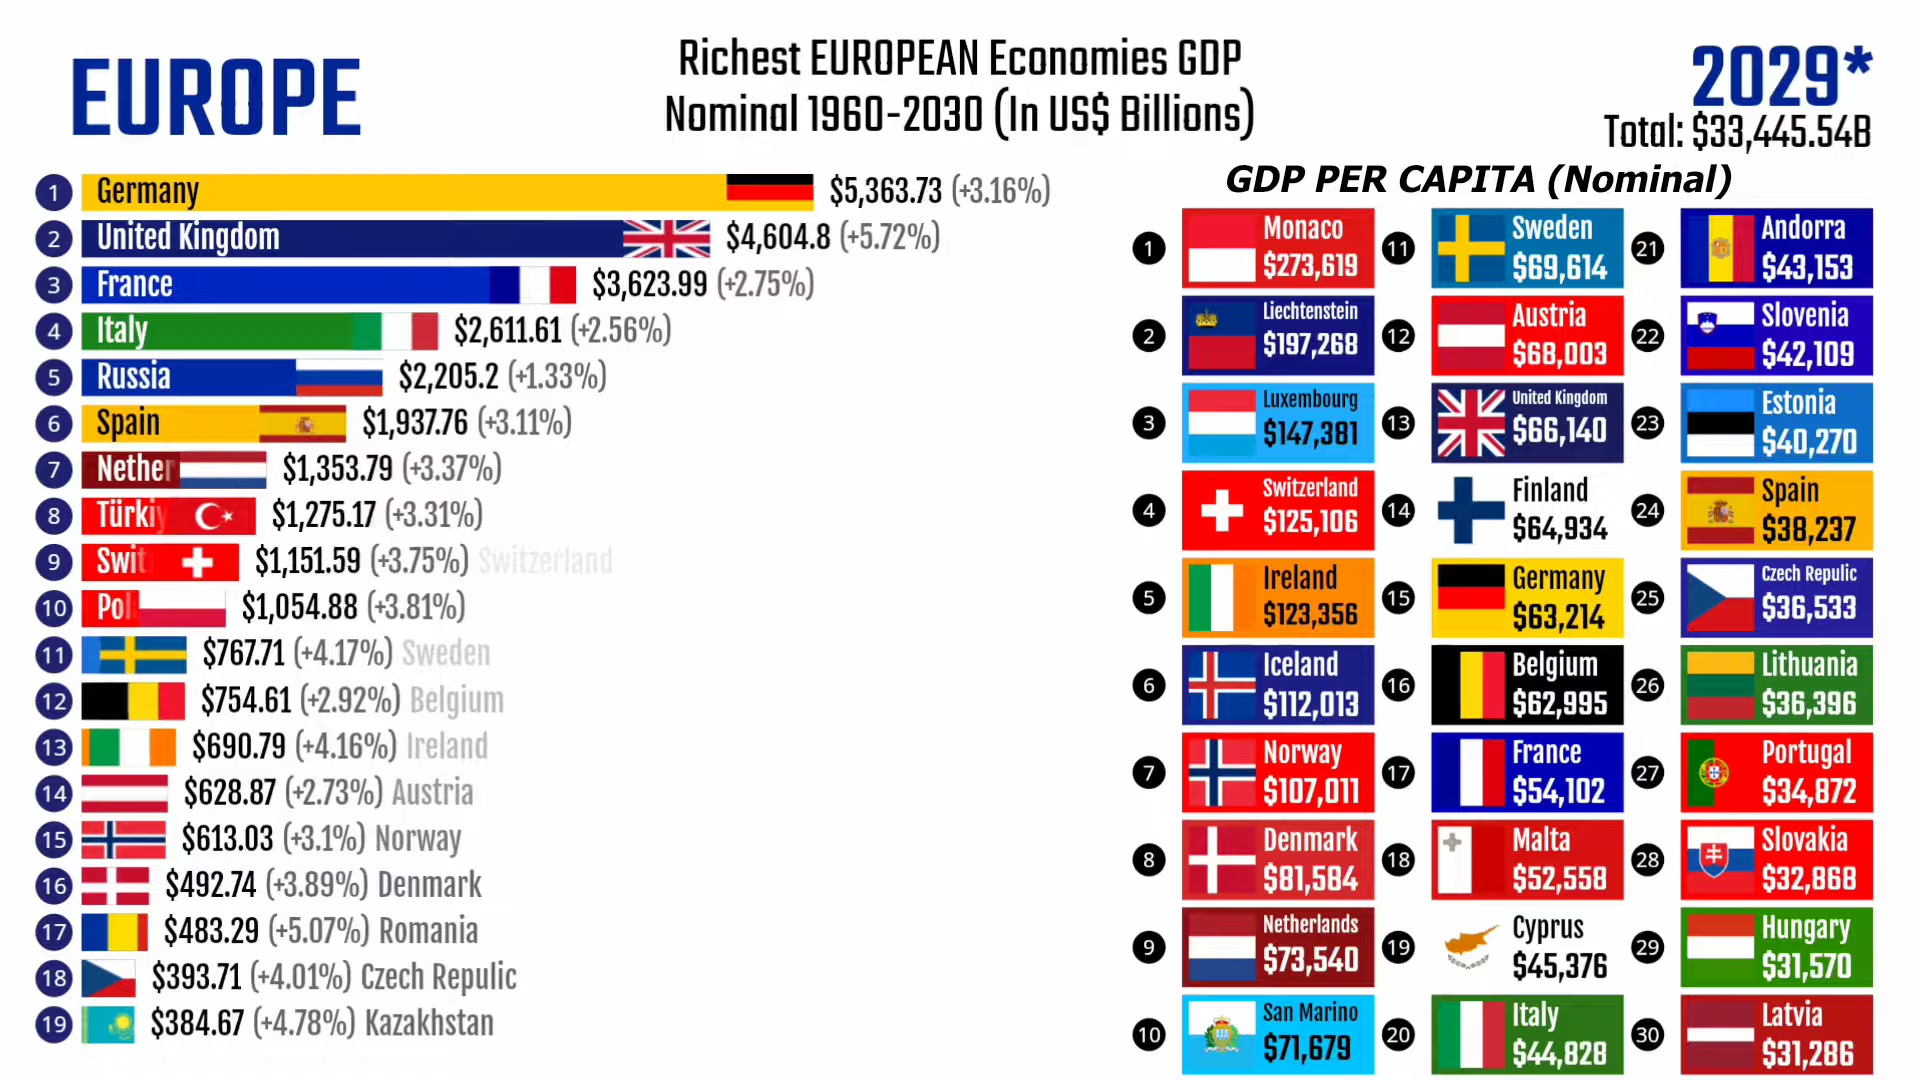 EUROPE
Richest EUROPEAN Economies GDP
Nominal 1960-2030 (In US$ Billions)
2029*
Total: $33,445.54B
1 Germany $5,363.73 (+3.16%)
2 United Kingdom $4,604.8 (+5.72%)
3 France $3,623.99 (+2.75%)
4 Italy $2,611.61 (+2.56%)
5 Russia $2,205.2 (+1.33%)
6 Spain $1,937.76 (+3.11%)
7 Nether $1,353.79 (+3.37%)
8 Türkiy $1,275.17 (+3.31%)
9 Swit $1,151.59 (+3.75%) Switzerland
10 Pol $1,054.88 (+3.81%)
11 $767.71 (+4.17%) Sweden
12 $754.61 (+2.92%) Belgium
13 $690.79 (+4.16%) Ireland
14 $628.87 (+2.73%) Austria
15 $613.03 (+3.1%) Norway
16 $492.74 (+3.89%) Denmark
17 $483.29 (+5.07%) Romania
18 $393.71 (+4.01%) Czech Repulic
19 $384.67 (+4.78%) Kazakhstan
GDP PER CAPITA (Nominal)
1 Monaco
$273,619
2 Liechtenstein
$197,268
3 Luxembourg
$147,381
4 Switzerland
$125,106
5 Ireland
$123,356
6 Iceland
$112,013
7 Norway
$107,011
8 Denmark
$81,584
9 Netherlands
$73,540
10 San Marino
$71,679
11 Sweden
$69,614
12 Austria
$68,003
13 United Kingdom
$66,140
14 Finland
$64,934
15 Germany
$63,214
16 Belgium
$62,995
17 France
$54,102
18 Malta
$52,558
19 Cyprus
$45,376
20 Italy
$44,828
21 Andorra
$43,153
22 Slovenia
$42,109
23 Estonia
$40,270
24 Spain
$38,237
25 Czech Repulic
$36,533
26 Lithuania
$36,396
27 Portugal
$34,872
28 Slovakia
$32,868
29 Hungary
$31,570
30 Latvia
$31,286